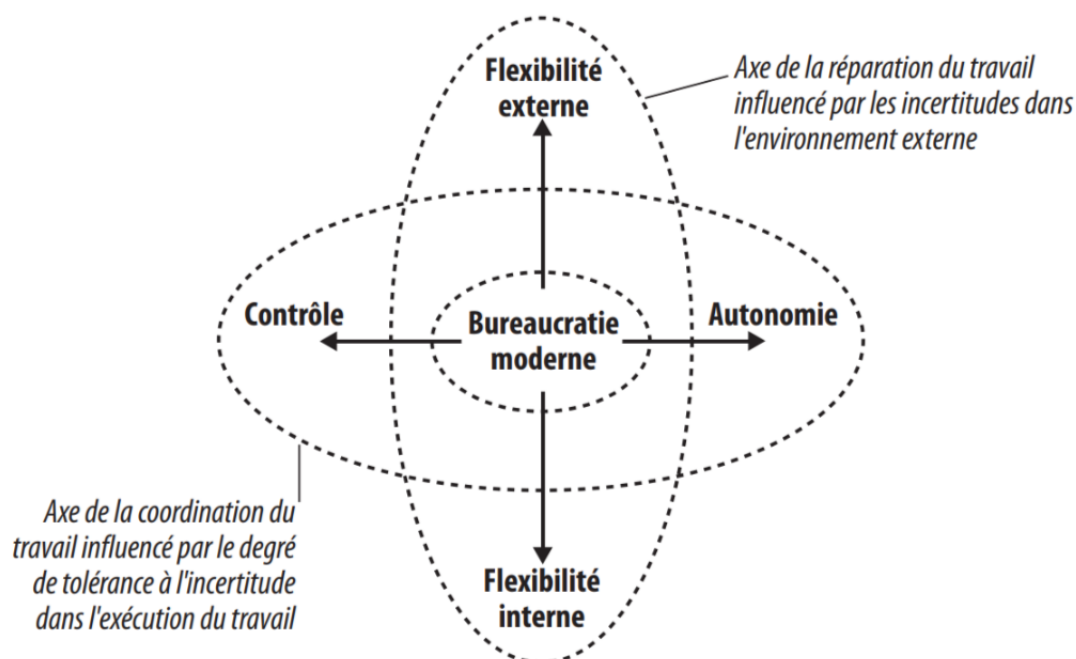 Flexibilité
externe
Axe de la réparation du travail
influencé par les incertitudes dans
l'environnement externe
Contrôle
Bureaucratie
moderne
Autonomie
Axe de la coordination du
travail influencé par le degré
de tolérance à l'incertitude
dans l'exécution du travail
Flexibilité
interne